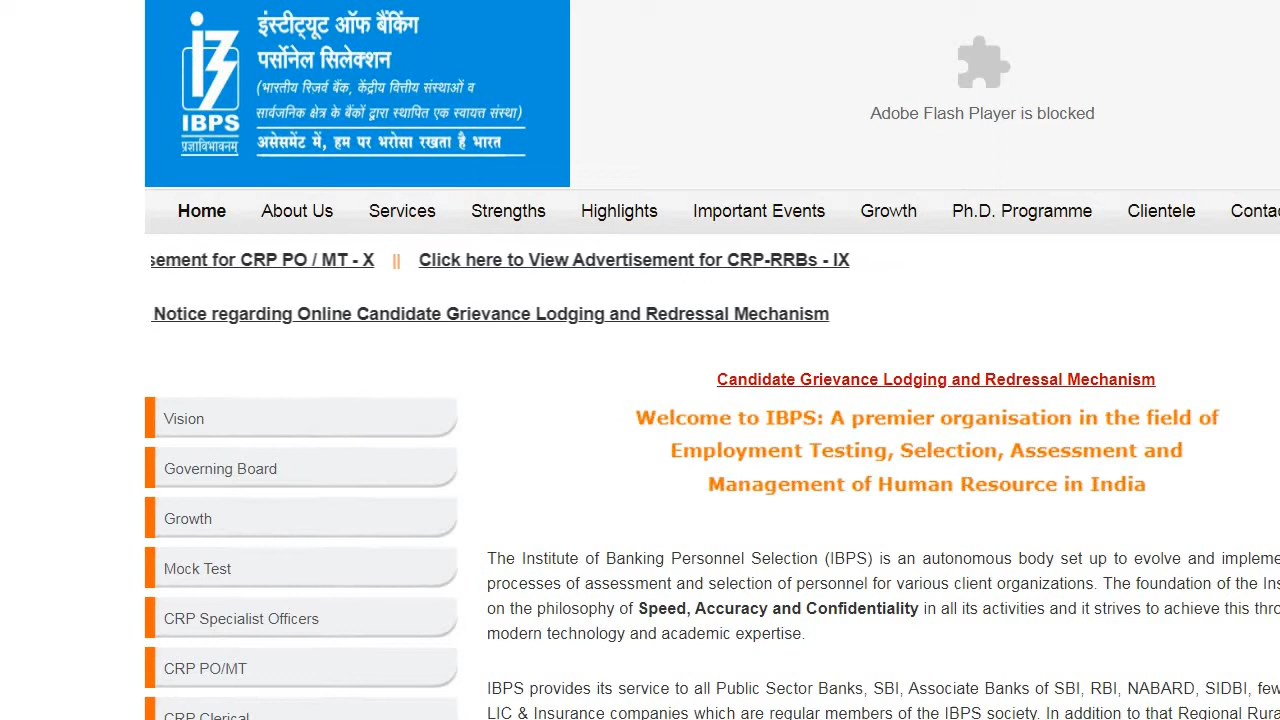 इंस्टीट्यूट ऑफ बैंकिंग
पर्सोनेल सिलेक्शन
(भारतीय रिजर्व बैंक, केंद्रीय वित्तीय संस्थाओं व
सार्वजनिक क्षेत्र के बैंकों द्वारा स्थापित एक स्वायत्त संस्था)
असेसमेंट में, हम पर भरोसा रखता है भारत
IBPS
प्रज्ञाविभावनम्
Adobe Flash Player is blocked
Home About Us Services Strengths Highlights Important Events Growth Ph.D. Programme Clientele Contac
sement for CRP PO / MT - X || Click here to View Advertisement for CRP-RRBs - IX
Notice regarding Online Candidate Grievance Lodging and Redressal Mechanism
Candidate Grievance Lodging and Redressal Mechanism
Welcome to IBPS: A premier organisation in the field of
Employment Testing, Selection, Assessment and
Management of Human Resource in India
Vision
Governing Board
Growth
Mock Test
CRP Specialist Officers
CRP PO/MT
CRP Clerical
The Institute of Banking Personnel Selection (IBPS) is an autonomous body set up to evolve and impleme
processes of assessment and selection of personnel for various client organizations. The foundation of the Ins
on the philosophy of Speed, Accuracy and Confidentiality in all its activities and it strives to achieve this thro
modern technology and academic expertise.
IBPS provides its service to all Public Sector Banks, SBI, Associate Banks of SBI, RBI, NABARD, SIDBI, few
LIC & Insurance companies which are regular members of the IBPS society. In addition to that Regional Rura